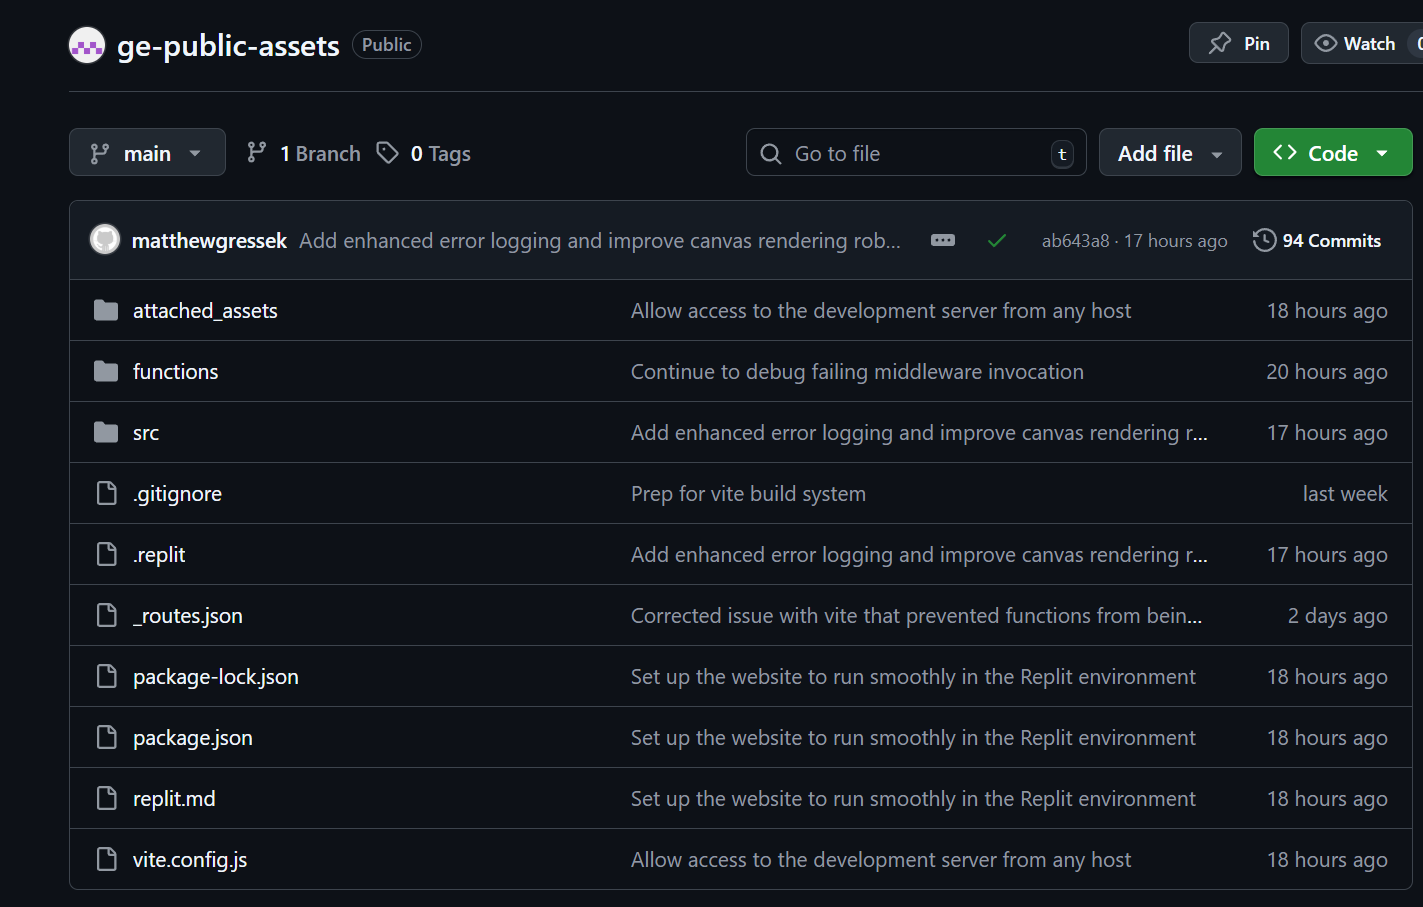 ge-public-assets Public Pin Watch
main 1 Branch 0 Tags Go to file t Add file Code
matthewgressek Add enhanced error logging and improve canvas rendering rob... ab643a8 · 17 hours ago 94 Commits
attached_assets Allow access to the development server from any host 18 hours ago
functions Continue to debug failing middleware invocation 20 hours ago
src Add enhanced error logging and improve canvas rendering r... 17 hours ago
.gitignore Prep for vite build system last week
.replit Add enhanced error logging and improve canvas rendering r... 17 hours ago
_routes.json Corrected issue with vite that prevented functions from bein... 2 days ago
package-lock.json Set up the website to run smoothly in the Replit environment 18 hours ago
package.json Set up the website to run smoothly in the Replit environment 18 hours ago
replit.md Set up the website to run smoothly in the Replit environment 18 hours ago
vite.config.js Allow access to the development server from any host 18 hours ago